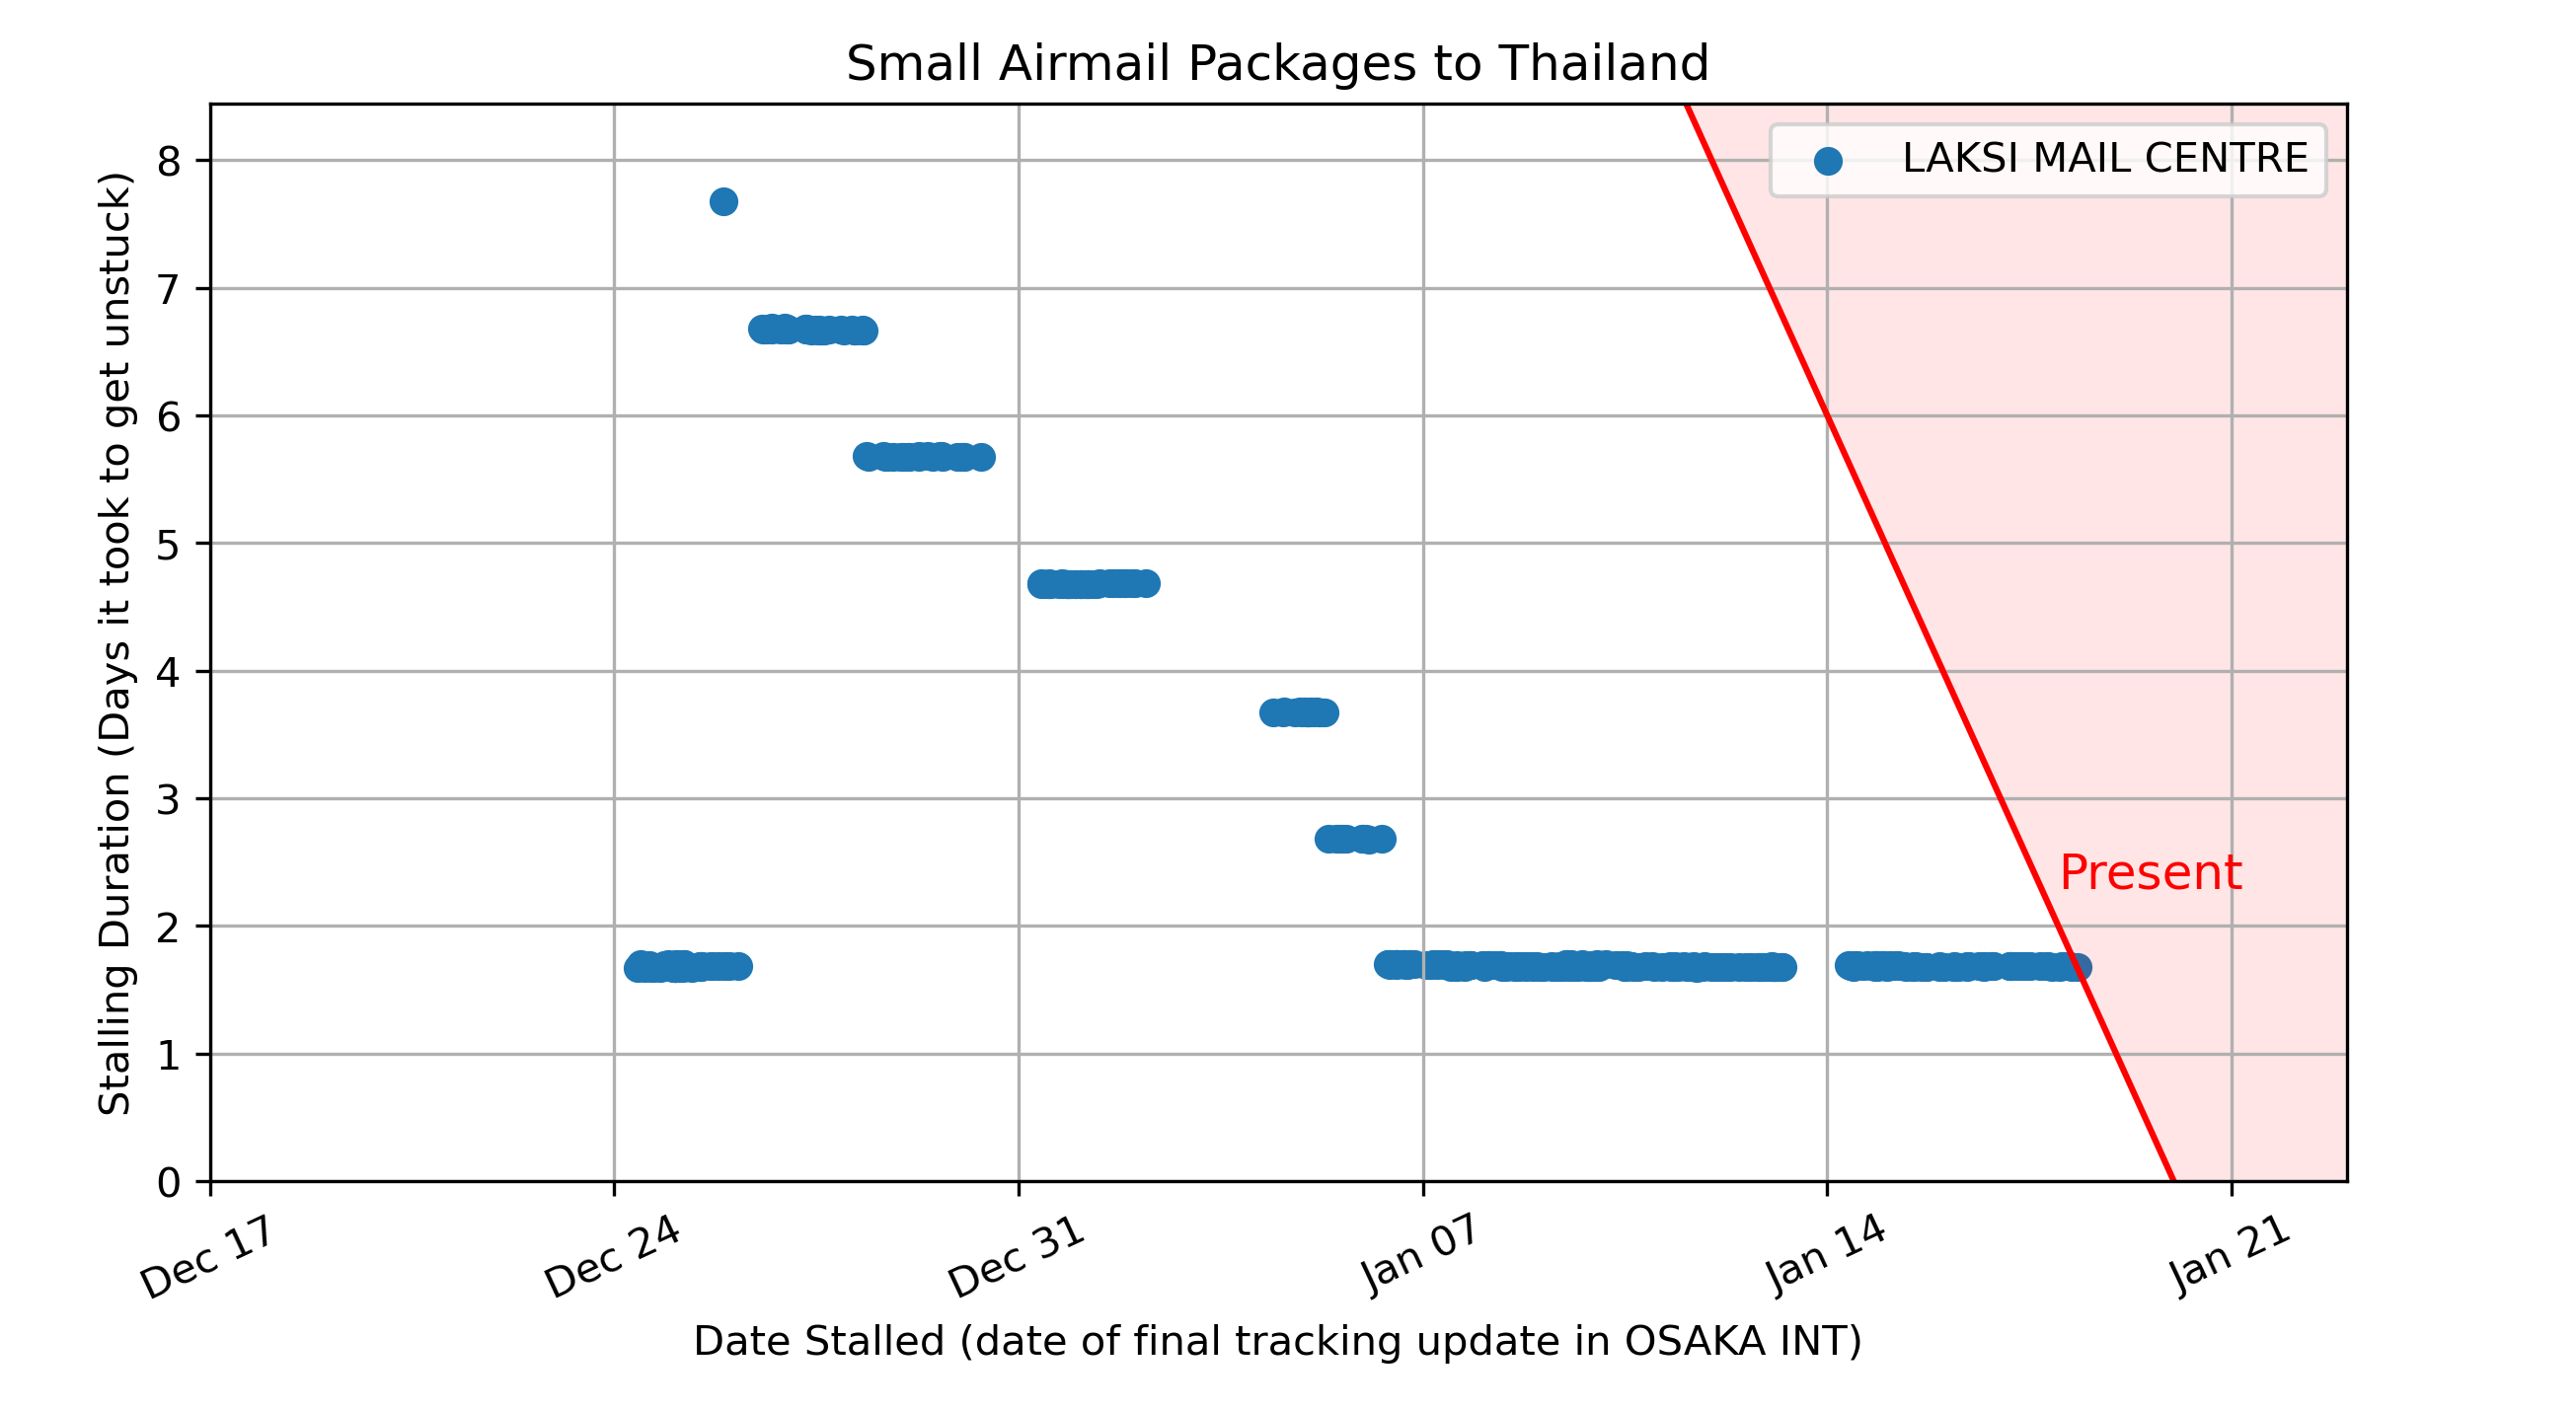 Small Airmail Packages to Thailand
LAKSI MAIL CENTRE
Stalling Duration (Days it took to get unstuck)
8
7
6
5
4
3
2
1
0
Present
Dec 17
Dec 24
Dec 31
Jan 07
Jan 14
Jan 21
Date Stalled (date of final tracking update in OSAKA INT)